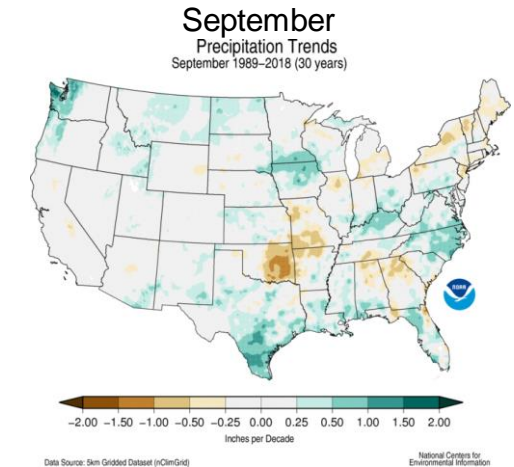 September
Precipitation Trends
September 1989–2018 (30 years)
NOAA
−2.00 −1.50 −1.00 −0.50 −0.25 0.00 0.25 0.50 1.00 1.50 2.00
Inches per Decade
Data Source: 5km Gridded Dataset (nClimGrid)
National Centers for
Environmental Information